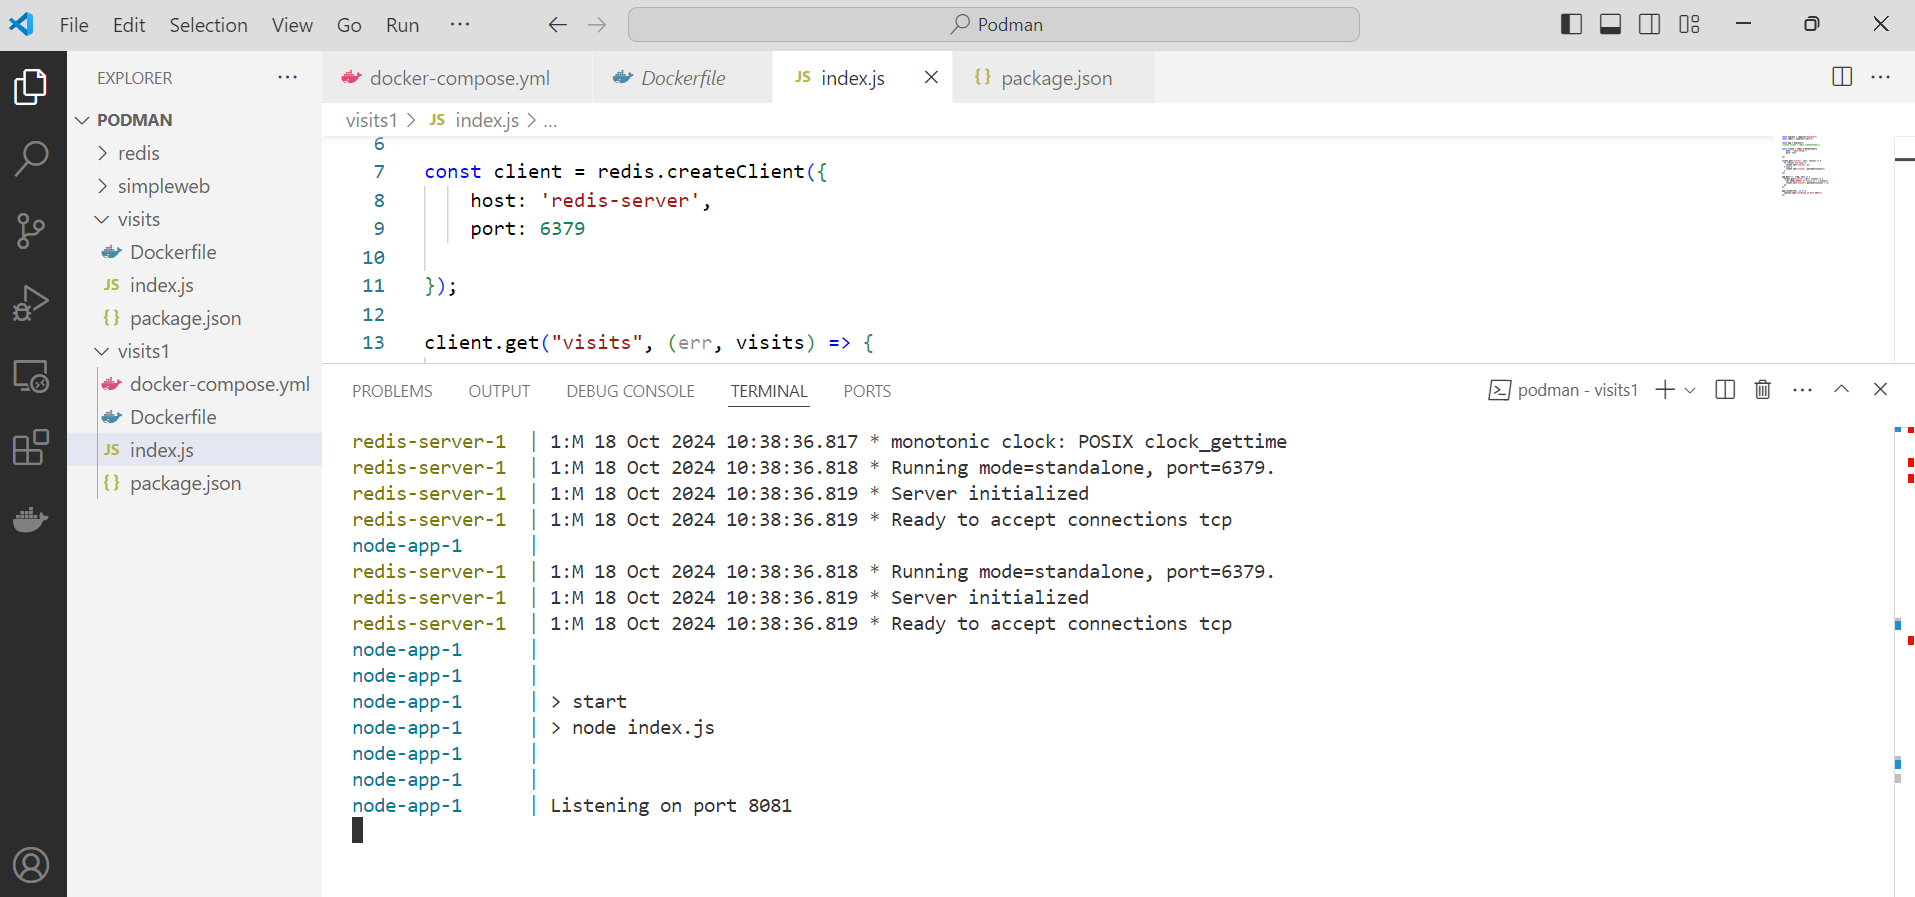 File Edit Selection View Go Run ··· Podman
EXPLORER ···
PODMAN
redis
simpleweb
visits
Dockerfile
JS index.js
{} package.json
visits1
docker-compose.yml
Dockerfile
JS index.js
{} package.json
docker-compose.yml Dockerfile JS index.js {} package.json ···
visits1 > JS index.js > ...
6
7 const client = redis.createClient({
8 host: 'redis-server',
9 port: 6379
10
11 });
12
13 client.get("visits", (err, visits) => {
PROBLEMS OUTPUT DEBUG CONSOLE TERMINAL PORTS podman - visits1 ···
redis-server-1 | 1:M 18 Oct 2024 10:38:36.817 * monotonic clock: POSIX clock_gettime
redis-server-1 | 1:M 18 Oct 2024 10:38:36.818 * Running mode=standalone, port=6379.
redis-server-1 | 1:M 18 Oct 2024 10:38:36.819 * Server initialized
redis-server-1 | 1:M 18 Oct 2024 10:38:36.819 * Ready to accept connections tcp
node-app-1 |
redis-server-1 | 1:M 18 Oct 2024 10:38:36.818 * Running mode=standalone, port=6379.
redis-server-1 | 1:M 18 Oct 2024 10:38:36.819 * Server initialized
redis-server-1 | 1:M 18 Oct 2024 10:38:36.819 * Ready to accept connections tcp
node-app-1 |
node-app-1 |
node-app-1 | > start
node-app-1 | > node index.js
node-app-1 |
node-app-1 |
node-app-1 | Listening on port 8081